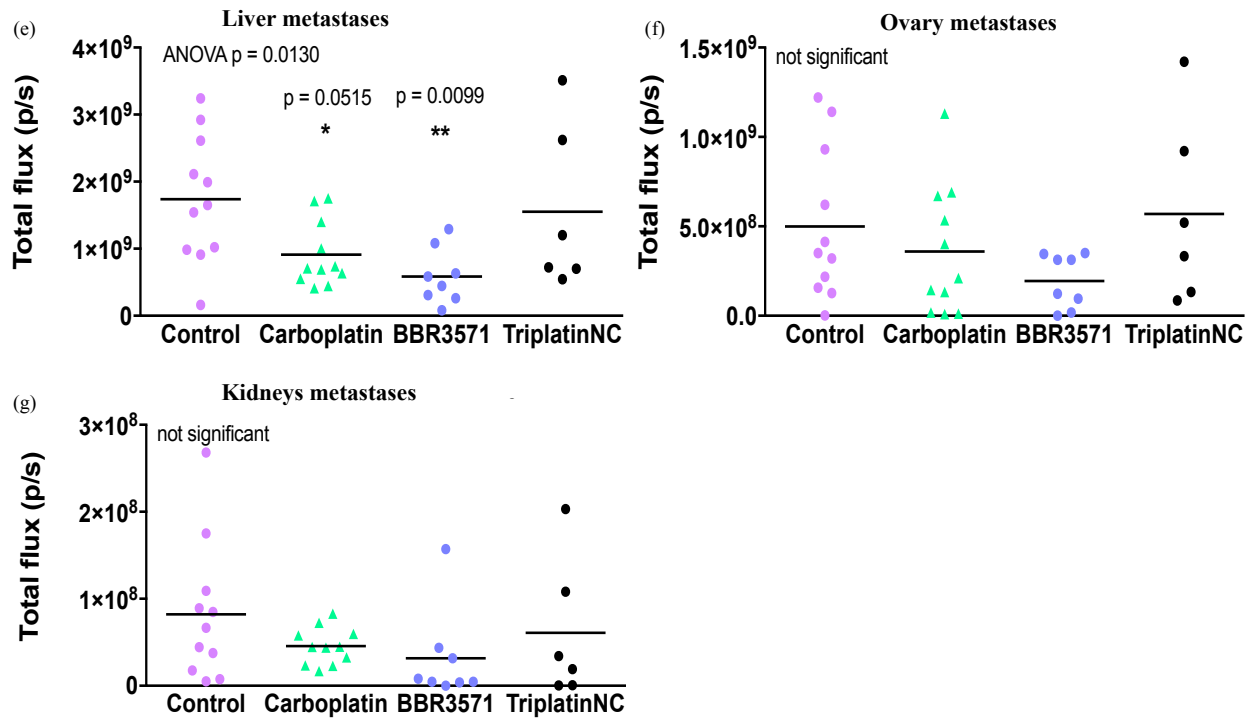 (e)
Liver metastases
Total flux (p/s)
4×10⁹
3×10⁹
2×10⁹
1×10⁹
0
ANOVA p = 0.0130
p = 0.0515
p = 0.0099
*
**
Control Carboplatin BBR3571 TriplatinNC
(f)
Ovary metastases
Total flux (p/s)
1.5×10⁹
1.0×10⁹
5.0×10⁸
0.0
not significant
Control Carboplatin BBR3571 TriplatinNC
(g)
Kidneys metastases
Total flux (p/s)
3×10⁸
2×10⁸
1×10⁸
0
not significant
Control Carboplatin BBR3571 TriplatinNC